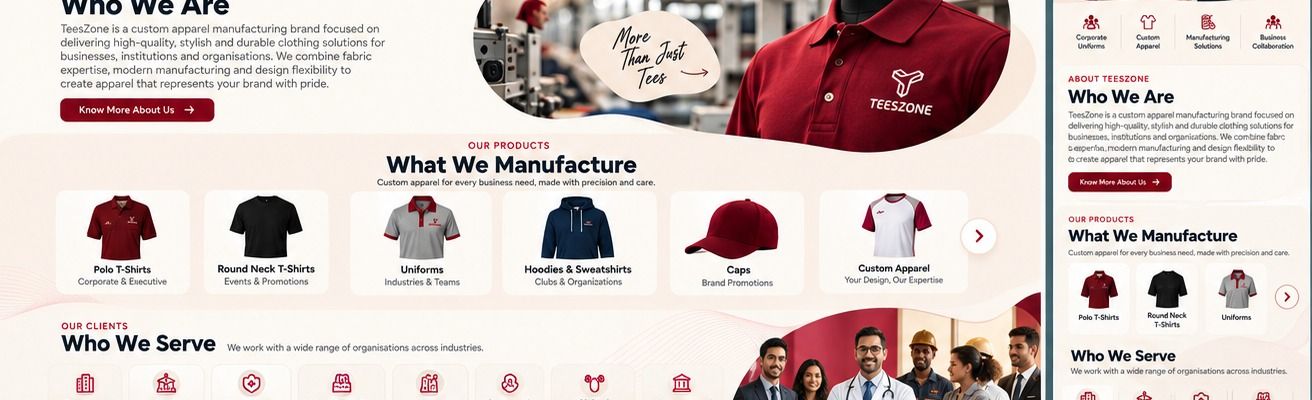 Who We Are
TeesZone is a custom apparel manufacturing brand focused on
delivering high-quality, stylish and durable clothing solutions for
businesses, institutions and organisations. We combine fabric
expertise, modern manufacturing and design flexibility to
create apparel that represents your brand with pride.
Know More About Us
More
Than Just
Tees
TEESZONE
OUR PRODUCTS
What We Manufacture
Custom apparel for every business need, made with precision and care.
Polo T-Shirts
Corporate & Executive
Round Neck T-Shirts
Events & Promotions
Uniforms
Industries & Teams
Hoodies & Sweatshirts
Clubs & Organizations
Caps
Brand Promotions
Custom Apparel
Your Design, Our Expertise
OUR CLIENTS
Who We Serve
We work with a wide range of organisations across industries.
Corporate
Uniforms
Custom
Apparel
Manufacturing
Solutions
Business
Collaboration
ABOUT TEESZONE
Who We Are
TeesZone is a custom apparel manufacturing brand focused on
delivering high-quality, stylish and durable clothing solutions for
businesses, institutions and organisations. We combine fabrc
expertise, modern manufacturing and design flexibility to
create apparel that represents your brand with pride.
Know More About Us
OUR PRODUCTS
What We Manufacture
Custom apparel for every business need, made with precision and care.
Polo T-Shirts
Round Neck
T-Shirts
Uniforms
Who We Serve
We work with a wide range of organisations across industries.